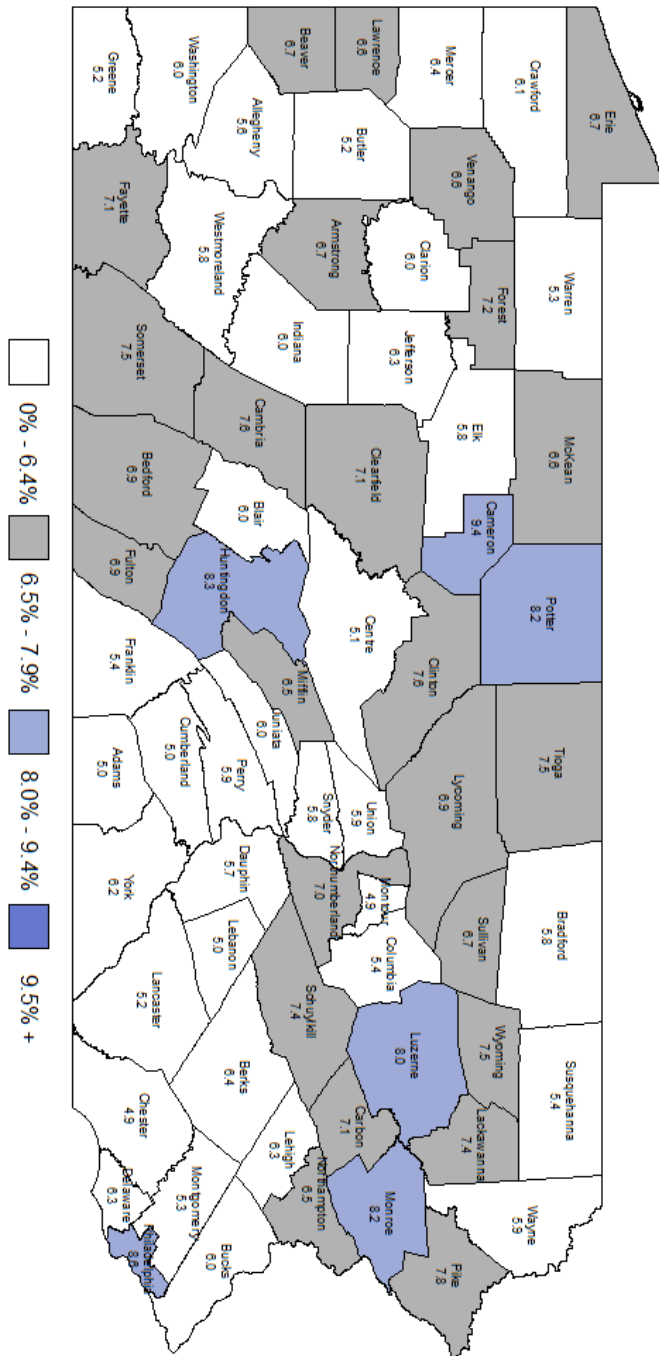 Erie
6.7
Crawford
6.1
Warren
5.3
McKean
6.6
Potter
8.2
Tioga
7.5
Bradford
5.8
Susquehanna
5.4
Wayne
5.9
Mercer
6.4
Venango
6.6
Forest
7.2
Elk
5.8
Cameron
9.4
Clinton
7.6
Lycoming
6.9
Sullivan
6.7
Wyoming
7.5
Lackawanna
7.4
Pike
7.8
Lawrence
6.6
Butler
5.2
Clarion
6.0
Jefferson
6.3
Clearfield
7.1
Centre
5.1
Union
5.9
Montour
4.9
Columbia
5.4
Luzerne
8.0
Monroe
8.2
Beaver
6.7
Armstrong
6.7
Indiana
6.0
Snyder
5.8
Northumberland
7.0
Schuylkill
7.4
Carbon
7.1
Northampton
6.5
Allegheny
5.6
Westmoreland
5.8
Cambria
7.6
Blair
6.0
Huntingdon
8.3
Mifflin
6.5
Juniata
6.0
Perry
5.9
Dauphin
5.7
Lebanon
5.0
Berks
6.4
Lehigh
6.3
Bucks
6.0
Washington
6.0
Greene
5.2
Fayette
7.1
Somerset
7.5
Bedford
6.9
Fulton
6.9
Franklin
5.4
Cumberland
5.0
Adams
5.0
York
6.2
Lancaster
5.2
Chester
4.9
Montgomery
5.3
Delaware
6.3
Philadelphia
8.6
0% - 6.4%
6.5% - 7.9%
8.0% - 9.4%
9.5% +